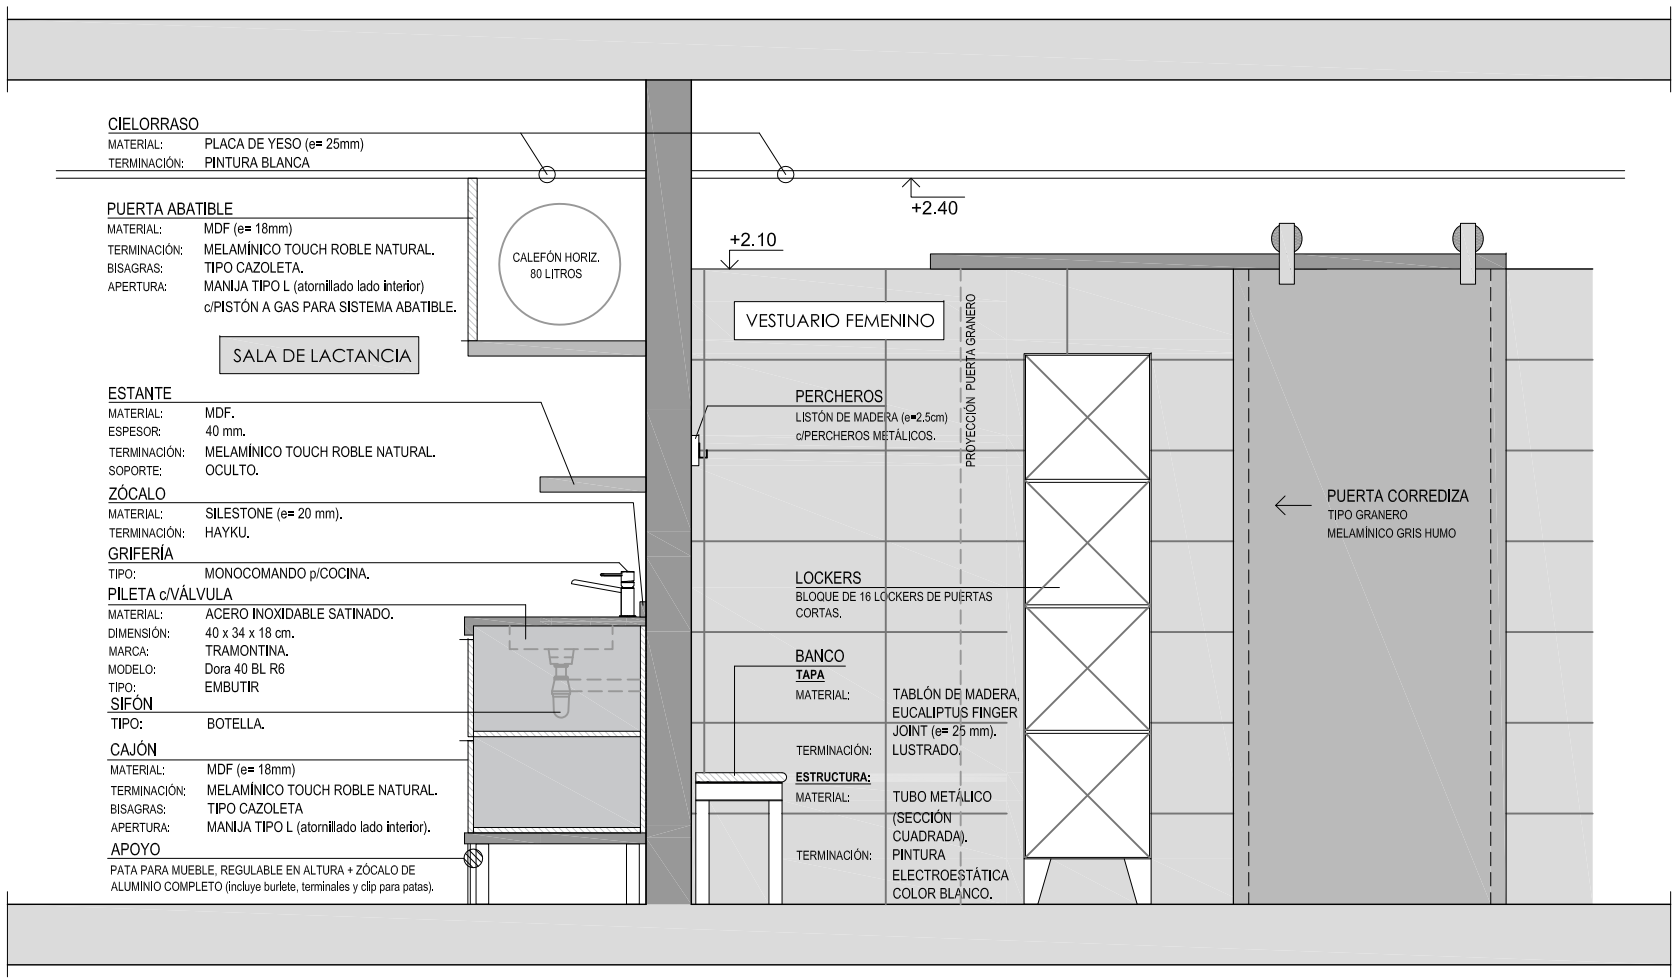 CIELORRASO
MATERIAL: PLACA DE YESO (e= 25mm)
TERMINACIÓN: PINTURA BLANCA
PUERTA ABATIBLE
MATERIAL: MDF (e= 18mm)
TERMINACIÓN: MELAMÍNICO TOUCH ROBLE NATURAL.
BISAGRAS: TIPO CAZOLETA.
APERTURA: MANIJA TIPO L (atornillado lado interior)
c/PISTÓN A GAS PARA SISTEMA ABATIBLE.
CALEFÓN HORIZ.
80 LITROS
SALA DE LACTANCIA
ESTANTE
MATERIAL: MDF.
ESPESOR: 40 mm.
TERMINACIÓN: MELAMÍNICO TOUCH ROBLE NATURAL.
SOPORTE: OCULTO.
ZÓCALO
MATERIAL: SILESTONE (e= 20 mm).
TERMINACIÓN: HAYKU.
GRIFERÍA
TIPO: MONOCOMANDO p/COCINA.
PILETA c/VÁLVULA
MATERIAL: ACERO INOXIDABLE SATINADO.
DIMENSIÓN: 40 x 34 x 18 cm.
MARCA: TRAMONTINA.
MODELO: Dora 40 BL R6
TIPO: EMBUTIR
SIFÓN
TIPO: BOTELLA.
CAJÓN
MATERIAL: MDF (e= 18mm)
TERMINACIÓN: MELAMÍNICO TOUCH ROBLE NATURAL.
BISAGRAS: TIPO CAZOLETA
APERTURA: MANIJA TIPO L (atornillado lado interior).
APOYO
PATA PARA MUEBLE, REGULABLE EN ALTURA + ZÓCALO DE
ALUMINIO COMPLETO (incluye burlete, terminales y clip para patas).
+2.40
+2.10
VESTUARIO FEMENINO
PROYECCIÓN PUERTA GRANERO
PERCHEROS
LISTÓN DE MADERA (e=2.5cm)
c/PERCHEROS METÁLICOS.
LOCKERS
BLOQUE DE 16 LOCKERS DE PUERTAS
CORTAS.
BANCO
TAPA
MATERIAL: TABLÓN DE MADERA,
EUCALIPTUS FINGER
JOINT (e= 25 mm).
TERMINACIÓN: LUSTRADO.
ESTRUCTURA:
MATERIAL: TUBO METÁLICO
(SECCIÓN
CUADRADA).
TERMINACIÓN: PINTURA
ELECTROESTÁTICA
COLOR BLANCO.
PUERTA CORREDIZA
TIPO GRANERO
MELAMÍNICO GRIS HUMO